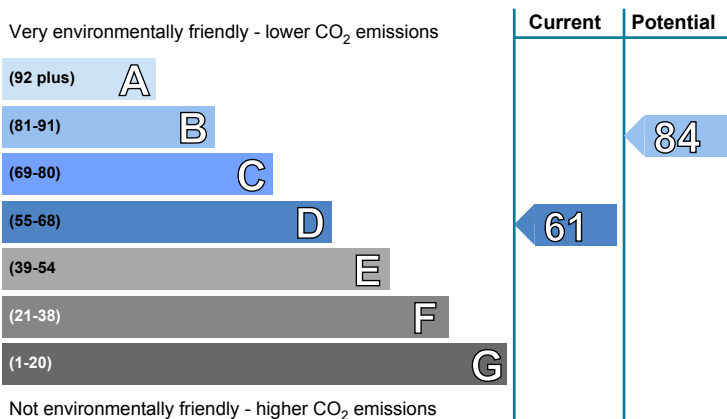 Very environmentally friendly - lower CO2 emissions
Current
Potential
(92 plus) A
(81-91) B
84
(69-80) C
(55-68) D
61
(39-54 E
(21-38) F
(1-20) G
Not environmentally friendly - higher CO2 emissions